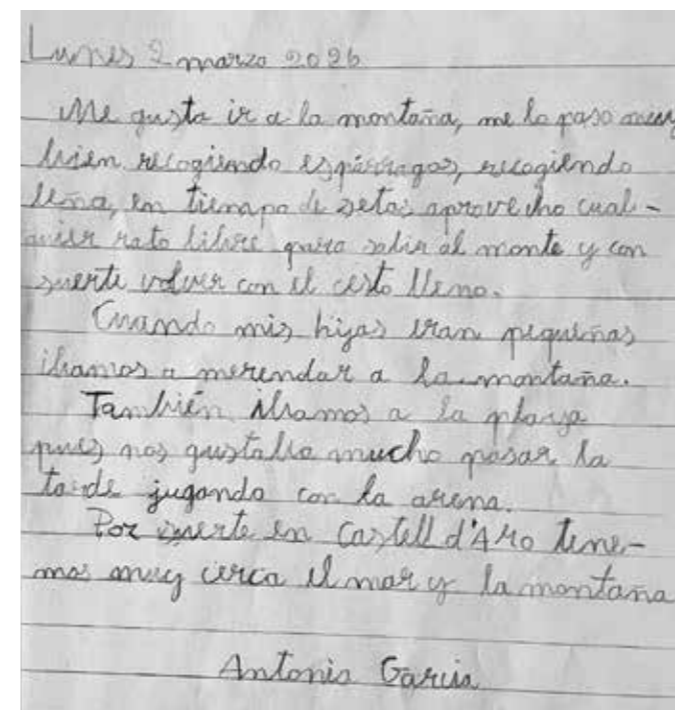 Lunes 2 marzo 2026
Me gusta ir a la montaña, me lo paso muy
bien recogiendo espárragos, recogiendo
leña, en tiempo de setas aprovecho cual-
quier rato libre para salir al monte y con
suerte volver con el cesto lleno.
Cuando mis hijas eran pequeñas
ibamos a merendar a la montaña.
También ibamos a la playa
pues nos gustaba mucho pasar la
tarde jugando con la arena.
Por suerte en Castell d'Aro tene-
mos muy cerca el mar y la montaña
Antonia Garcia